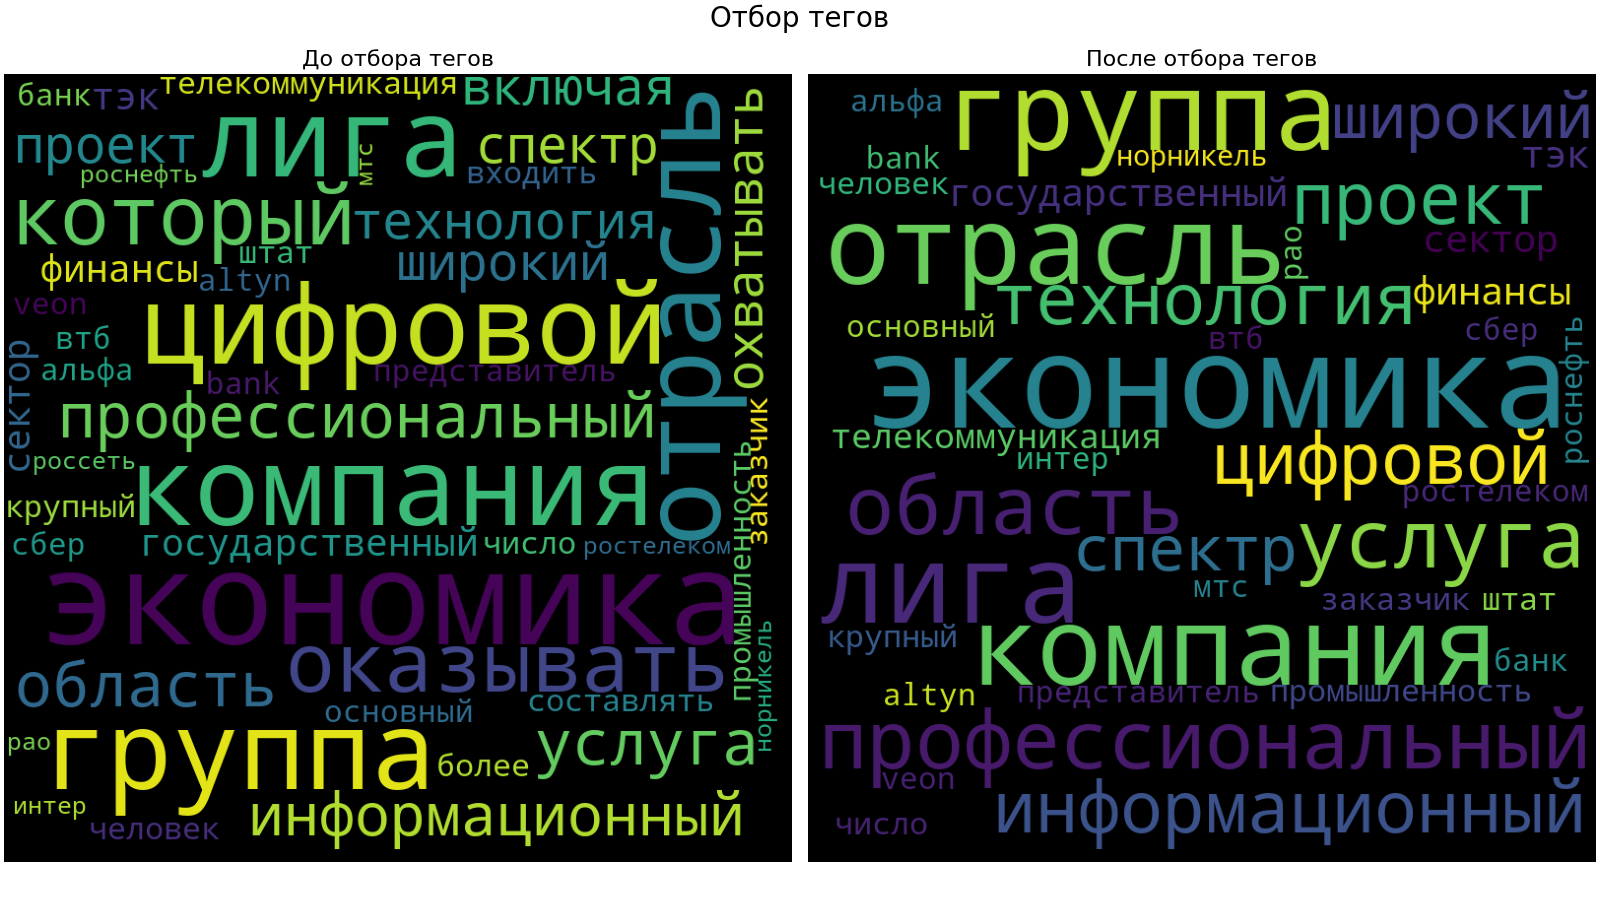 Отбор тегов
До отбора тегов
банк тэк телекоммуникация включая
проект лига мтс спектр
роснефть входить
который технология
штат широкий
финансы altyn
veon цифровой отрасль охватывать
втб
альфа bank представитель
сектор профессиональный
россеть заказчик
крупный компания
сбер государственный число ростелеком
экономика промышленность
область оказывать норникель
основный составлять
рао группа более услуга
интер человек информационный
После отбора тегов
альфа группа широкий
bank норникель тэк
человек государственный проект
отрасль рао сектор
технология финансы
основный втб сбер
экономика роснефть
телекоммуникация цифровой
интер
область ростелеком
спектр услуга
лига мтс заказчик штат
крупный компания банк
altyn представитель промышленность
профессиональный
veon
число информационный